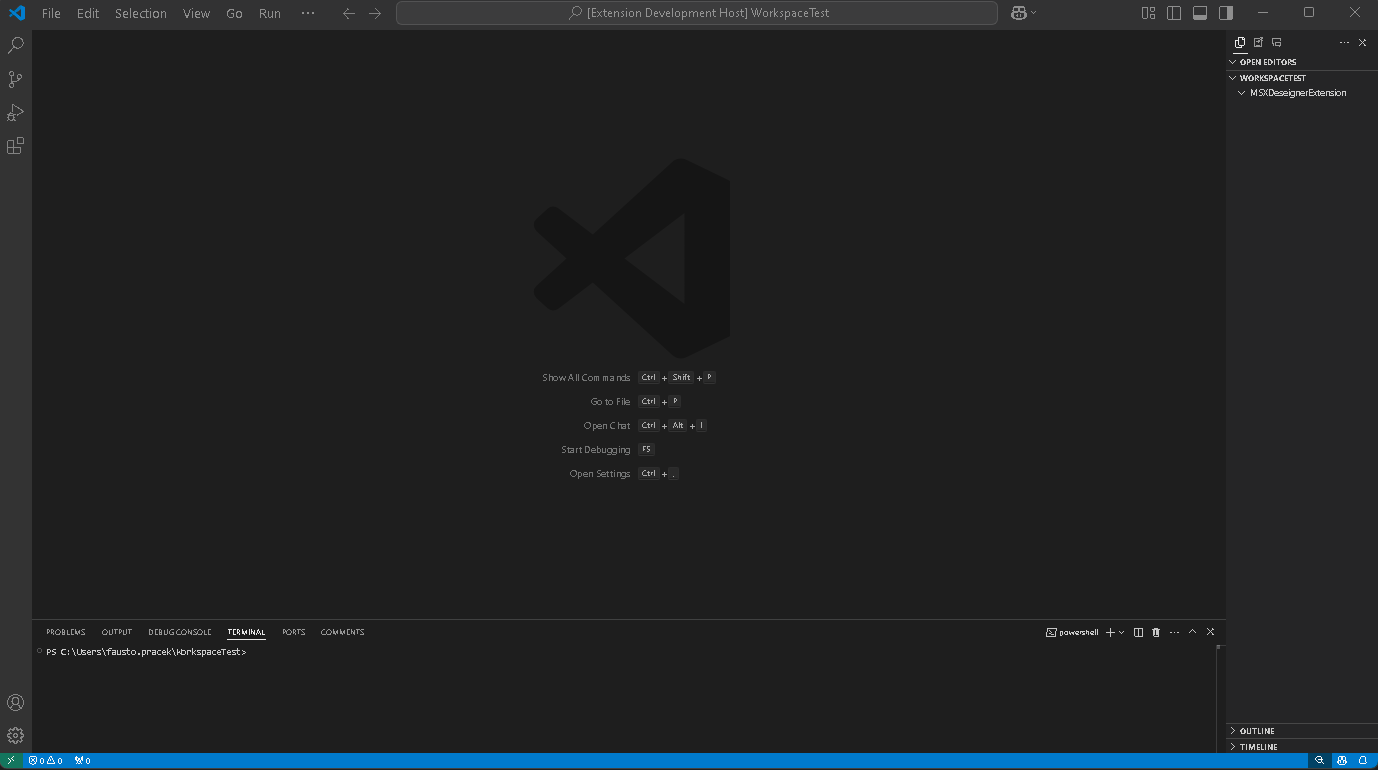 File Edit Selection View Go Run ··· [Extension Development Host] WorkspaceTest
OPEN EDITORS
WORKSPACETEST
MSXDeseignerExtension
Show All Commands Ctrl + Shift + P
Go to File Ctrl + P
Open Chat Ctrl + Alt + I
Start Debugging F5
Open Settings Ctrl + ,
PROBLEMS OUTPUT DEBUG CONSOLE TERMINAL PORTS COMMENTS powershell
PS C:\Users\fausto.pracek\WorkspaceTest>
OUTLINE
TIMELINE
0 0 0